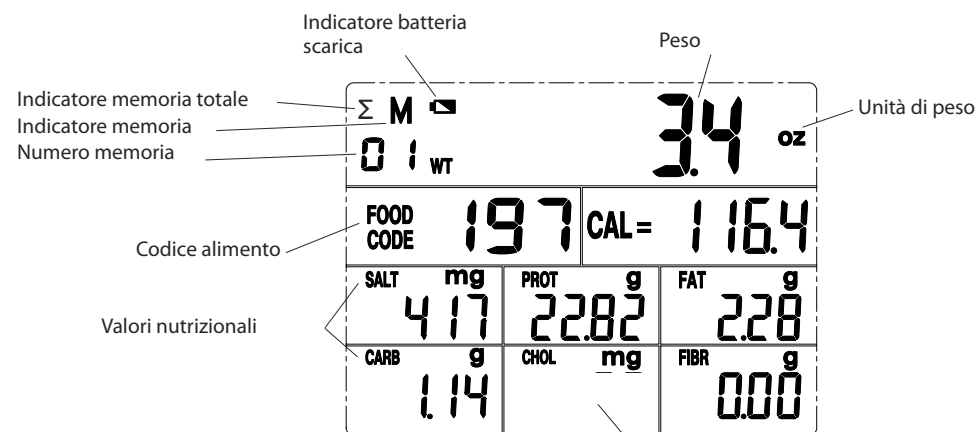 Indicatore batteria
scarica
Peso
Indicatore memoria totale
Indicatore memoria
Numero memoria
Unità di peso
Σ M
01 WT
3.4 oz
Codice alimento
FOOD
CODE
197
CAL = 116.4
Valori nutrizionali
SALT mg
417
PROT g
22.82
FAT g
2.28
CARB g
1.14
CHOL mg
FIBR g
0.00